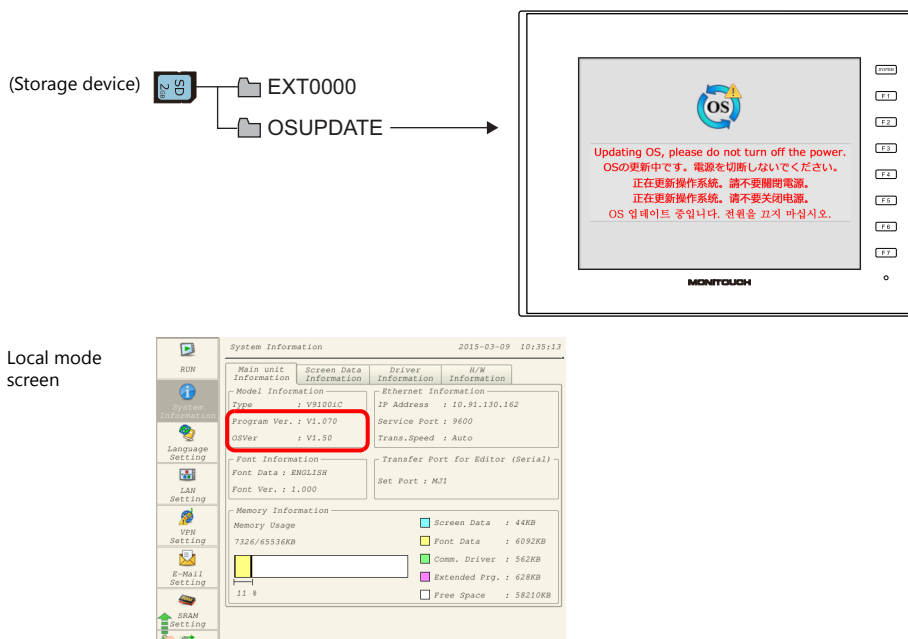 (Storage device)
SD
2GB
EXT0000
OSUPDATE
OS
Updating OS, please do not turn off the power.
OSの更新中です。電源を切断しないでください。
正在更新操作系統。請不要關閉電源。
正在更新操作系统。请不要关闭电源。
OS 업데이트 중입니다. 전원을 끄지 마십시오.
SYSTEM
F1
F2
F3
F4
F5
F6
F7
MONITOUCH
Local mode
screen
RUN
System
Information
Language
Setting
LAN
Setting
VPN
Setting
E-Mail
Setting
SRAM
Setting
System Information 2015-03-09 10:35:13
Main unit
Information
Screen Data
Information
Driver
Information
H/W
Information
Model Information
Type : V9100iC
Program Ver. : V1.070
OSVer : V1.50
Ethernet Information
IP Address : 10.91.130.162
Service Port : 9600
Trans.Speed : Auto
Font Information
Font Data : ENGLISH
Font Ver. : 1.000
Transfer Port for Editor (Serial)
Set Port : MJ1
Memory Information
Memory Usage
7326/65536KB
11 %
Screen Data : 44KB
Font Data : 6092KB
Comm. Driver : 562KB
Extended Prg. : 628KB
Free Space : 58210KB